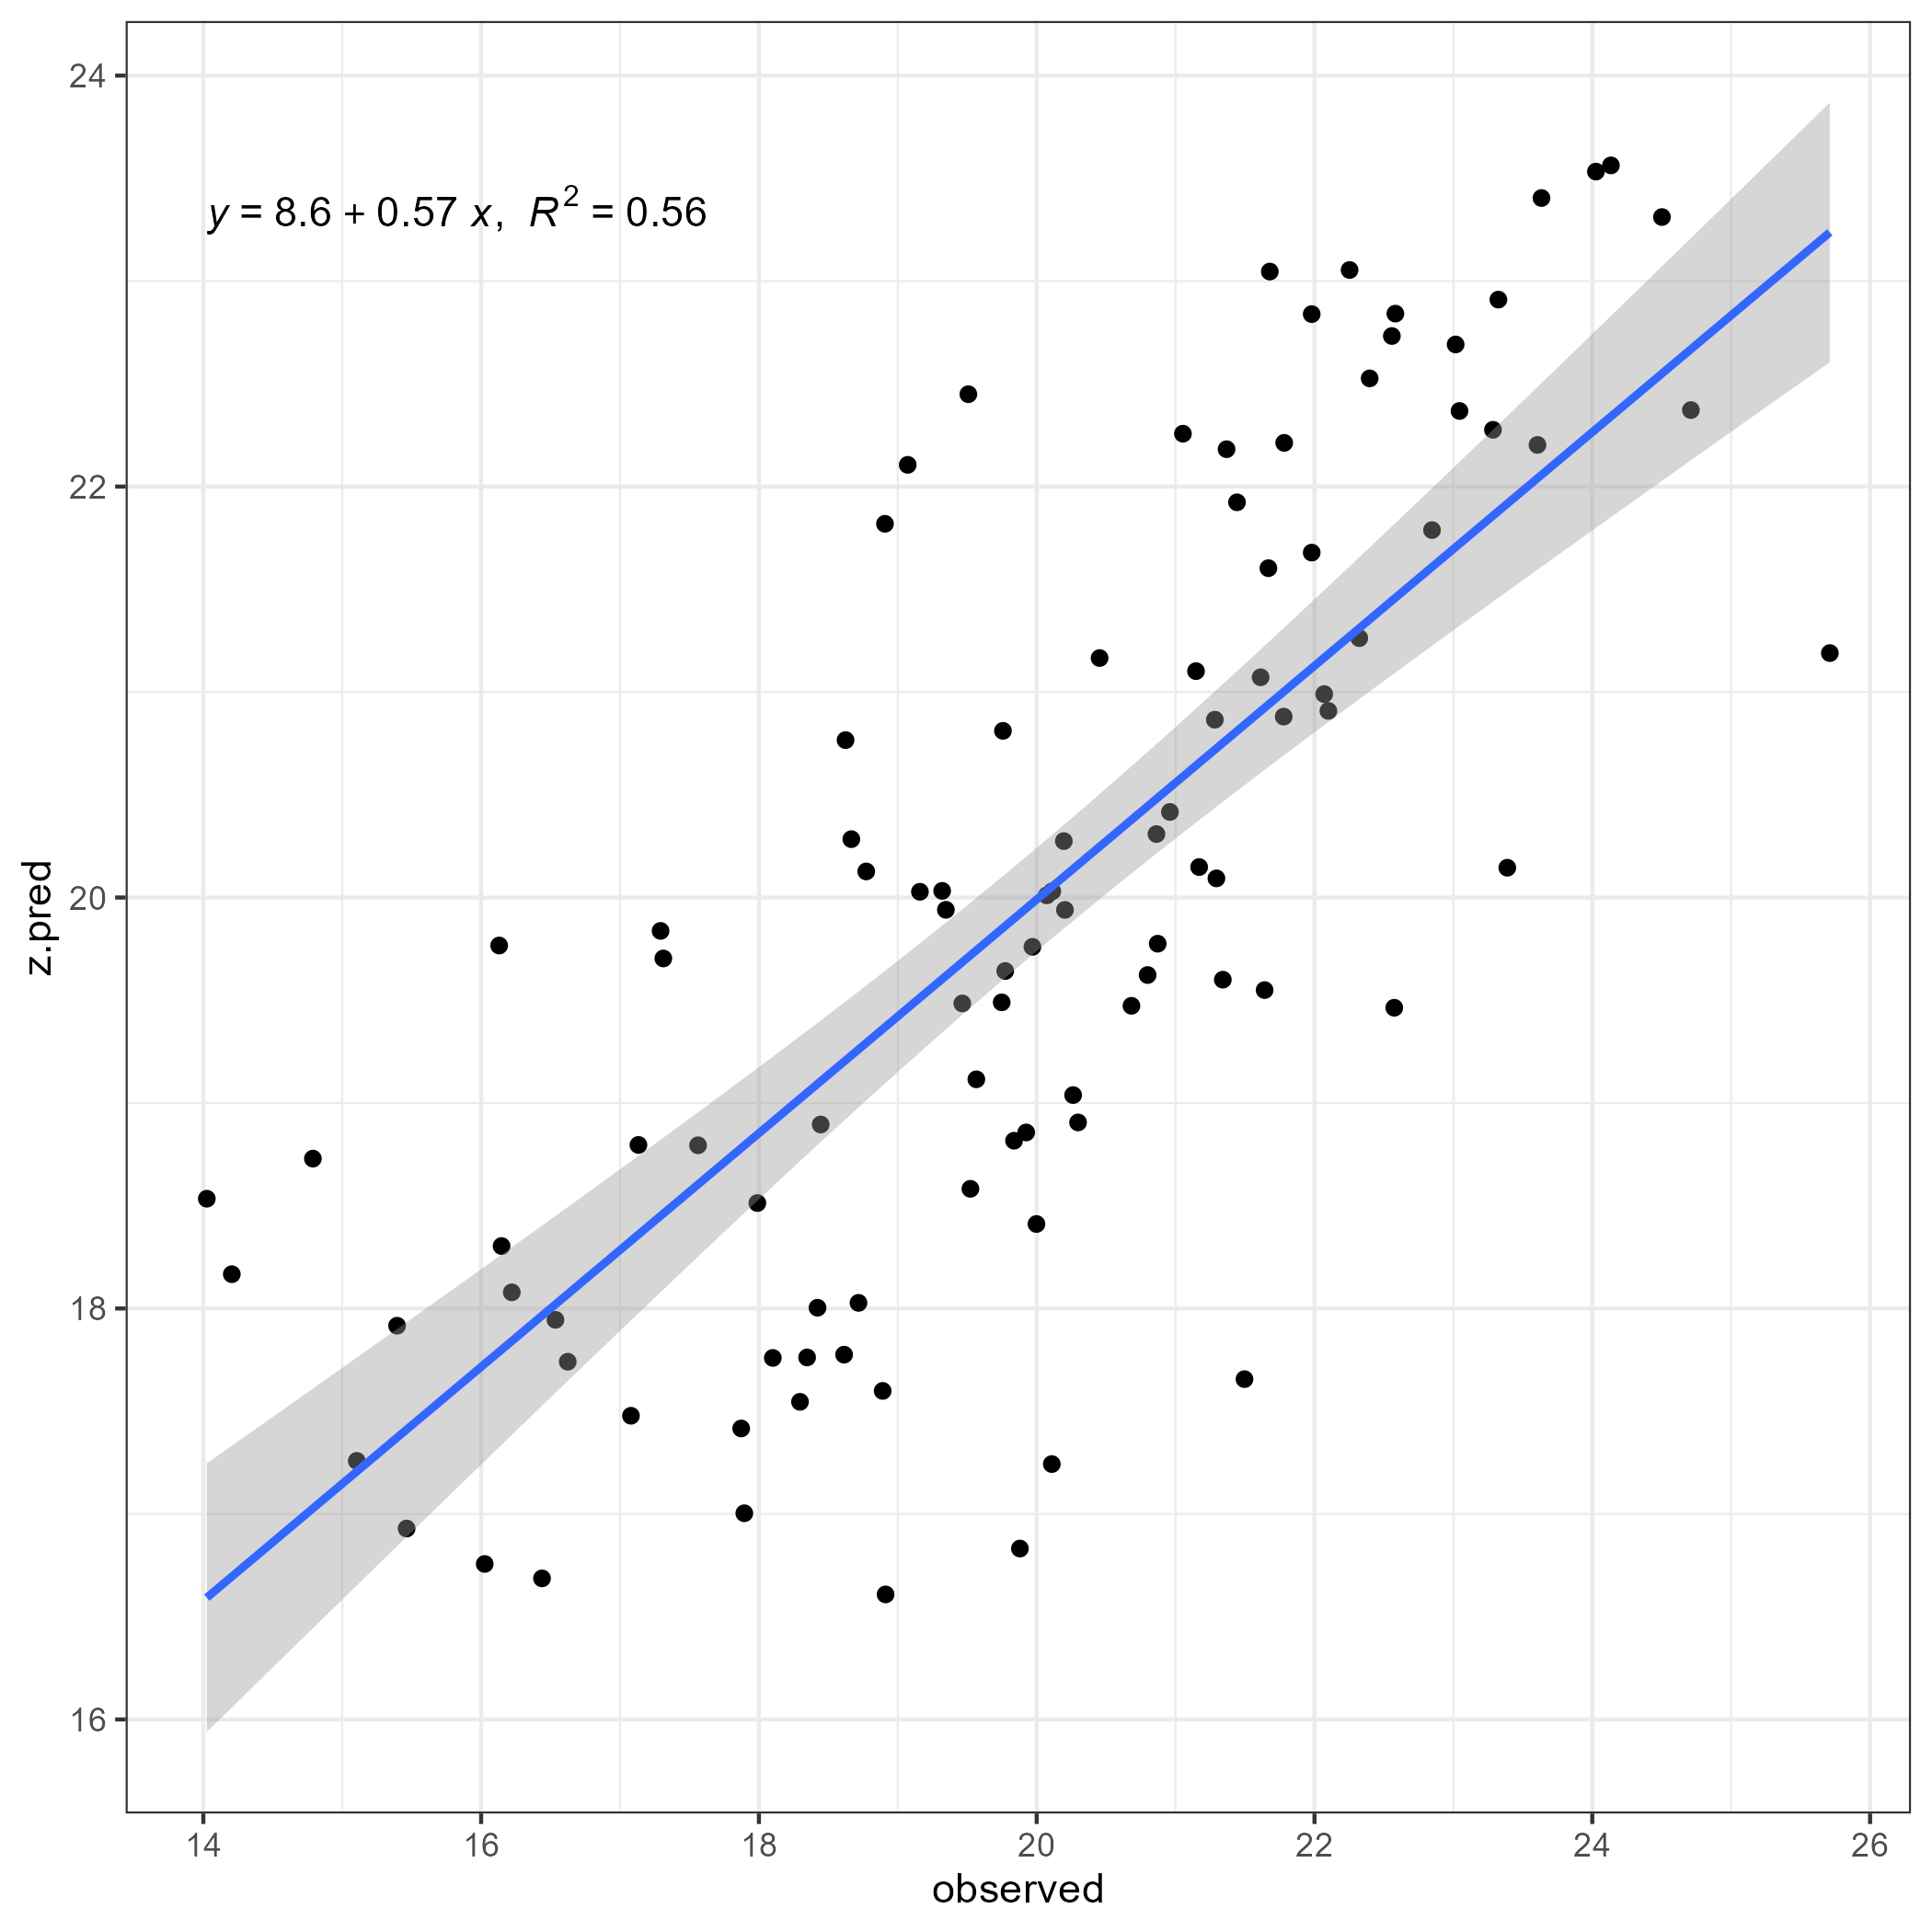 24
y = 8.6 + 0.57 x, R² = 0.56
22
z.pred
20
18
16
14 16 18 20 22 24 26
observed